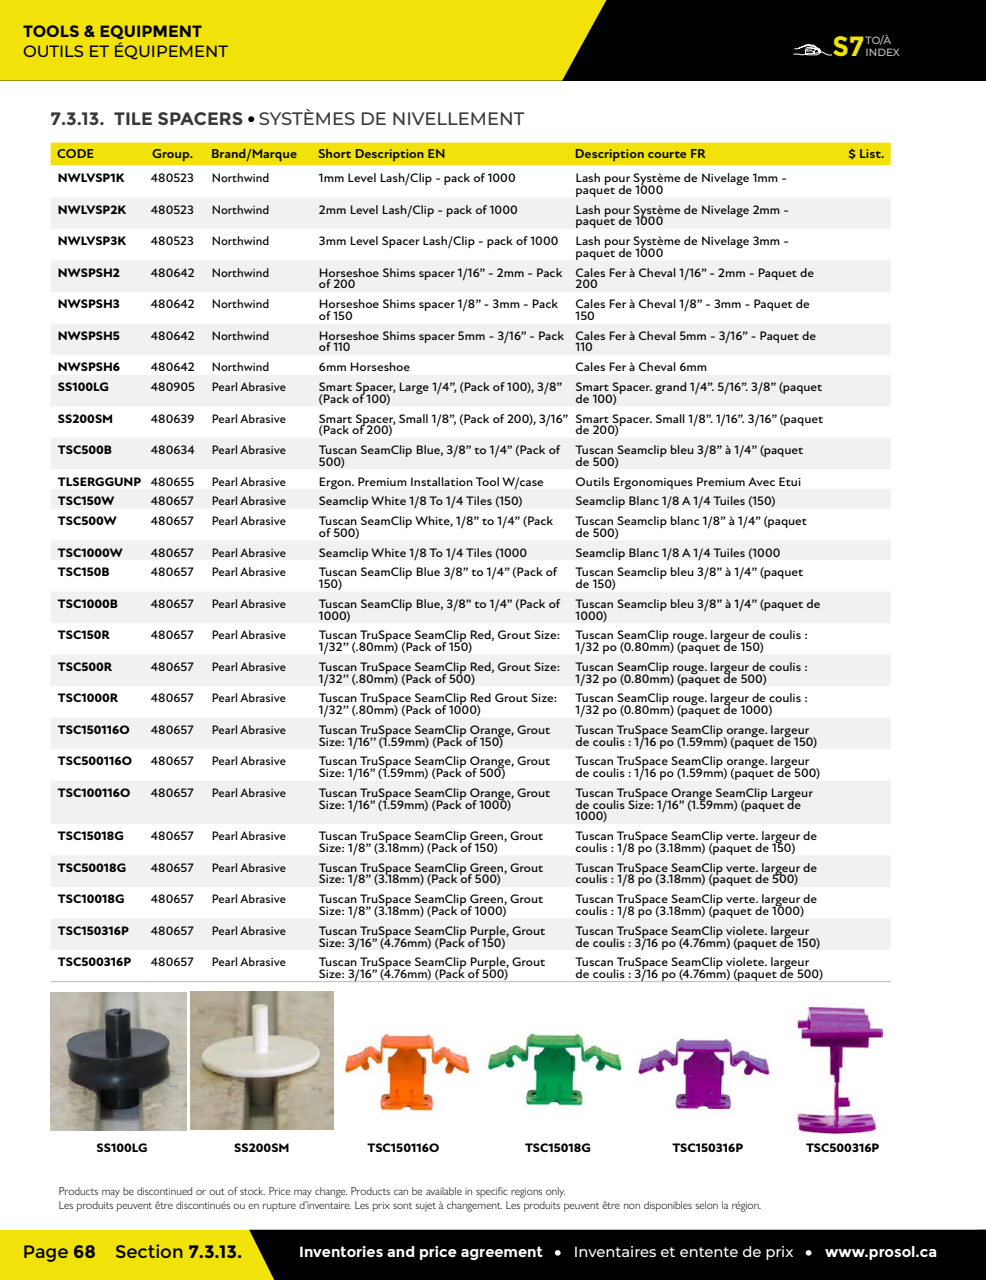 TOOLS & EQUIPMENT
OUTILS ET ÉQUIPEMENT
S7 TO/À
INDEX
7.3.13. TILE SPACERS • SYSTÈMES DE NIVELLEMENT
CODE Group. Brand/Marque Short Description EN Description courte FR $ List.
NWLVSP1K 480523 Northwind 1mm Level Lash/Clip - pack of 1000 Lash pour Système de Nivelage 1mm -
paquet de 1000
NWLVSP2K 480523 Northwind 2mm Level Lash/Clip - pack of 1000 Lash pour Système de Nivelage 2mm -
paquet de 1000
NWLVSP3K 480523 Northwind 3mm Level Spacer Lash/Clip - pack of 1000 Lash pour Système de Nivelage 3mm -
paquet de 1000
NWSPSH2 480642 Northwind Horseshoe Shims spacer 1/16” - 2mm - Pack Cales Fer à Cheval 1/16” - 2mm - Paquet de
of 200 200
NWSPSH3 480642 Northwind Horseshoe Shims spacer 1/8” - 3mm - Pack Cales Fer à Cheval 1/8” - 3mm - Paquet de
of 150 150
NWSPSH5 480642 Northwind Horseshoe Shims spacer 5mm - 3/16” - Pack Cales Fer à Cheval 5mm - 3/16” - Paquet de
of 110 110
NWSPSH6 480642 Northwind 6mm Horseshoe Cales Fer à Cheval 6mm
SS100LG 480905 Pearl Abrasive Smart Spacer, Large 1/4”, (Pack of 100), 3/8” Smart Spacer. grand 1/4”. 5/16”. 3/8” (paquet
(Pack of 100) de 100)
SS200SM 480639 Pearl Abrasive Smart Spacer, Small 1/8”, (Pack of 200), 3/16” Smart Spacer. Small 1/8”. 1/16”. 3/16” (paquet
(Pack of 200) de 200)
TSC500B 480634 Pearl Abrasive Tuscan SeamClip Blue, 3/8” to 1/4” (Pack of Tuscan Seamclip bleu 3/8” à 1/4” (paquet
500) de 500)
TLSERGGUNP 480655 Pearl Abrasive Ergon. Premium Installation Tool W/case Outils Ergonomiques Premium Avec Etui
TSC150W 480657 Pearl Abrasive Seamclip White 1/8 To 1/4 Tiles (150) Seamclip Blanc 1/8 A 1/4 Tuiles (150)
TSC500W 480657 Pearl Abrasive Tuscan SeamClip White, 1/8” to 1/4” (Pack Tuscan Seamclip blanc 1/8” à 1/4” (paquet
of 500) de 500)
TSC1000W 480657 Pearl Abrasive Seamclip White 1/8 To 1/4 Tiles (1000 Seamclip Blanc 1/8 A 1/4 Tuiles (1000
TSC150B 480657 Pearl Abrasive Tuscan SeamClip Blue 3/8” to 1/4” (Pack of Tuscan Seamclip bleu 3/8” à 1/4” (paquet
150) de 150)
TSC1000B 480657 Pearl Abrasive Tuscan SeamClip Blue, 3/8” to 1/4” (Pack of Tuscan Seamclip bleu 3/8” à 1/4” (paquet de
1000) 1000)
TSC150R 480657 Pearl Abrasive Tuscan TruSpace SeamClip Red, Grout Size: Tuscan SeamClip rouge. largeur de coulis :
1/32” (.80mm) (Pack of 150) 1/32 po (0.80mm) (paquet de 150)
TSC500R 480657 Pearl Abrasive Tuscan TruSpace SeamClip Red, Grout Size: Tuscan SeamClip rouge. largeur de coulis :
1/32” (.80mm) (Pack of 500) 1/32 po (0.80mm) (paquet de 500)
TSC1000R 480657 Pearl Abrasive Tuscan TruSpace SeamClip Red Grout Size: Tuscan SeamClip rouge. largeur de coulis :
1/32” (.80mm) (Pack of 1000) 1/32 po (0.80mm) (paquet de 1000)
TSC150116O 480657 Pearl Abrasive Tuscan TruSpace SeamClip Orange, Grout Tuscan TruSpace SeamClip orange. largeur
Size: 1/16’’ (1.59mm) (Pack of 150) de coulis : 1/16 po (1.59mm) (paquet de 150)
TSC500116O 480657 Pearl Abrasive Tuscan TruSpace SeamClip Orange, Grout Tuscan TruSpace SeamClip orange. largeur
Size: 1/16” (1.59mm) (Pack of 500) de coulis : 1/16 po (1.59mm) (paquet de 500)
TSC100116O 480657 Pearl Abrasive Tuscan TruSpace SeamClip Orange, Grout Tuscan TruSpace Orange SeamClip Largeur
Size: 1/16” (1.59mm) (Pack of 1000) de coulis Size: 1/16” (1.59mm) (paquet de
1000)
TSC15018G 480657 Pearl Abrasive Tuscan TruSpace SeamClip Green, Grout Tuscan TruSpace SeamClip verte. largeur de
Size: 1/8” (3.18mm) (Pack of 150) coulis : 1/8 po (3.18mm) (paquet de 150)
TSC50018G 480657 Pearl Abrasive Tuscan TruSpace SeamClip Green, Grout Tuscan TruSpace SeamClip verte. largeur de
Size: 1/8” (3.18mm) (Pack of 500) coulis : 1/8 po (3.18mm) (paquet de 500)
TSC10018G 480657 Pearl Abrasive Tuscan TruSpace SeamClip Green, Grout Tuscan TruSpace SeamClip verte. largeur de
Size: 1/8” (3.18mm) (Pack of 1000) coulis : 1/8 po (3.18mm) (paquet de 1000)
TSC150316P 480657 Pearl Abrasive Tuscan TruSpace SeamClip Purple, Grout Tuscan TruSpace SeamClip violete. largeur
Size: 3/16” (4.76mm) (Pack of 150) de coulis : 3/16 po (4.76mm) (paquet de 150)
TSC500316P 480657 Pearl Abrasive Tuscan TruSpace SeamClip Purple, Grout Tuscan TruSpace SeamClip violete. largeur
Size: 3/16” (4.76mm) (Pack of 500) de coulis : 3/16 po (4.76mm) (paquet de 500)
SS100LG SS200SM TSC150116O TSC15018G TSC150316P TSC500316P
Products may be discontinued or out of stock. Price may change. Products can be available in specific regions only.
Les produits peuvent être discontinués ou en rupture d’inventaire. Les prix sont sujet à changement. Les produits peuvent être non disponibles selon la région.
Page 68 Section 7.3.13. Inventories and price agreement • Inventaires et entente de prix • www.prosol.ca